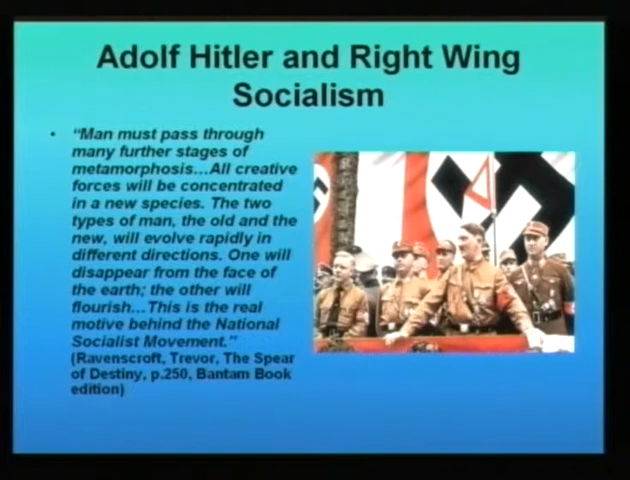 Adolf Hitler and Right Wing
Socialism
• “Man must pass through
many further stages of
metamorphosis…All creative
forces will be concentrated
in a new species. The two
types of man, the old and the
new, will evolve rapidly in
different directions. One will
disappear from the face of
the earth; the other will
flourish…This is the real
motive behind the National
Socialist Movement.”
(Ravenscroft, Trevor, The Spear
of Destiny, p.250, Bantam Book
edition)